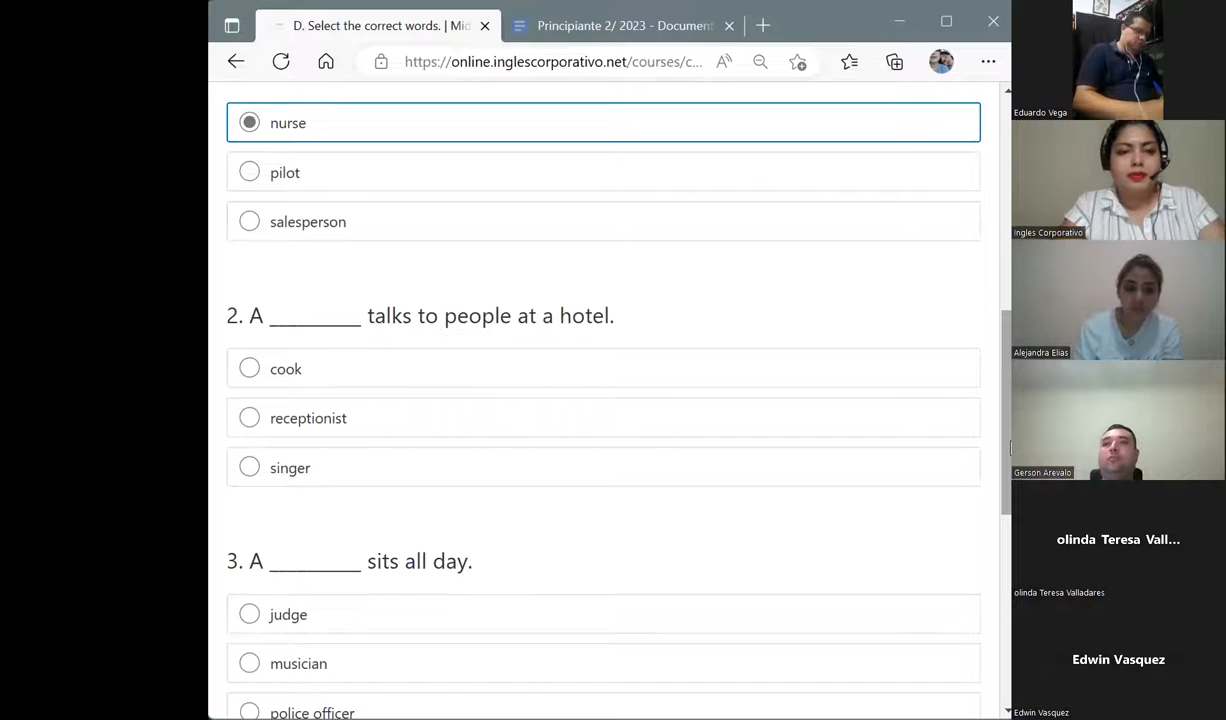 D. Select the correct words. | Mid
Principiante 2/ 2023 - Document
https://online.inglescorporativo.net/courses/c...
nurse
pilot
salesperson
2. A _________ talks to people at a hotel.
cook
receptionist
singer
3. A _________ sits all day.
judge
musician
police officer
Eduardo Vega
Ingles Corporativo
Alejandra Elias
Gerson Arevalo
olinda Teresa Vall...
olinda Teresa Valladares
Edwin Vasquez
Edwin Vasquez